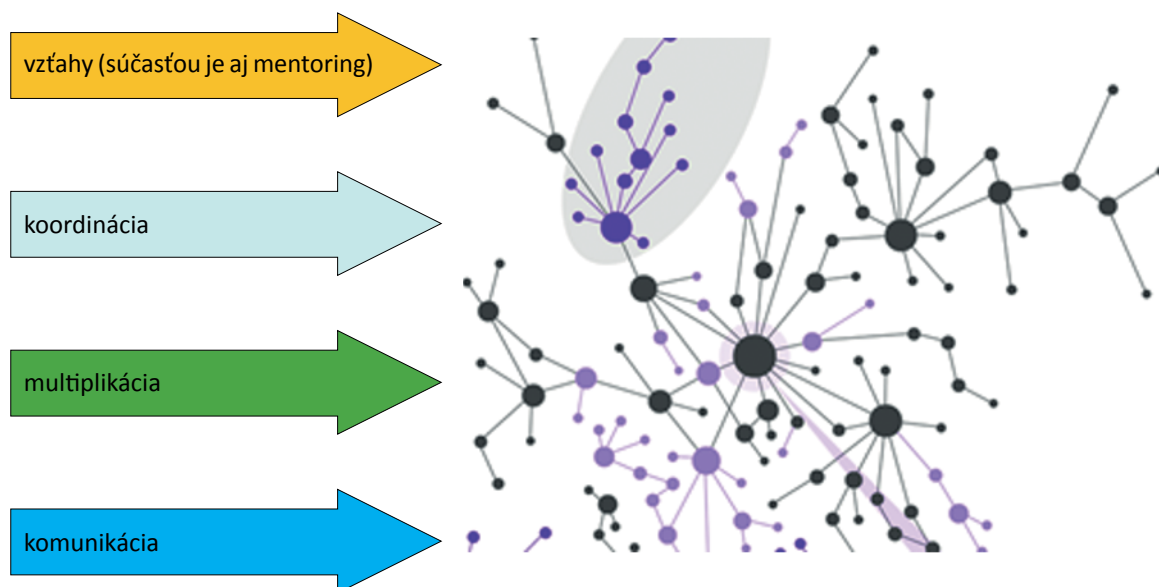 vzťahy (súčasťou je aj mentoring)
koordinácia
multiplikácia
komunikácia